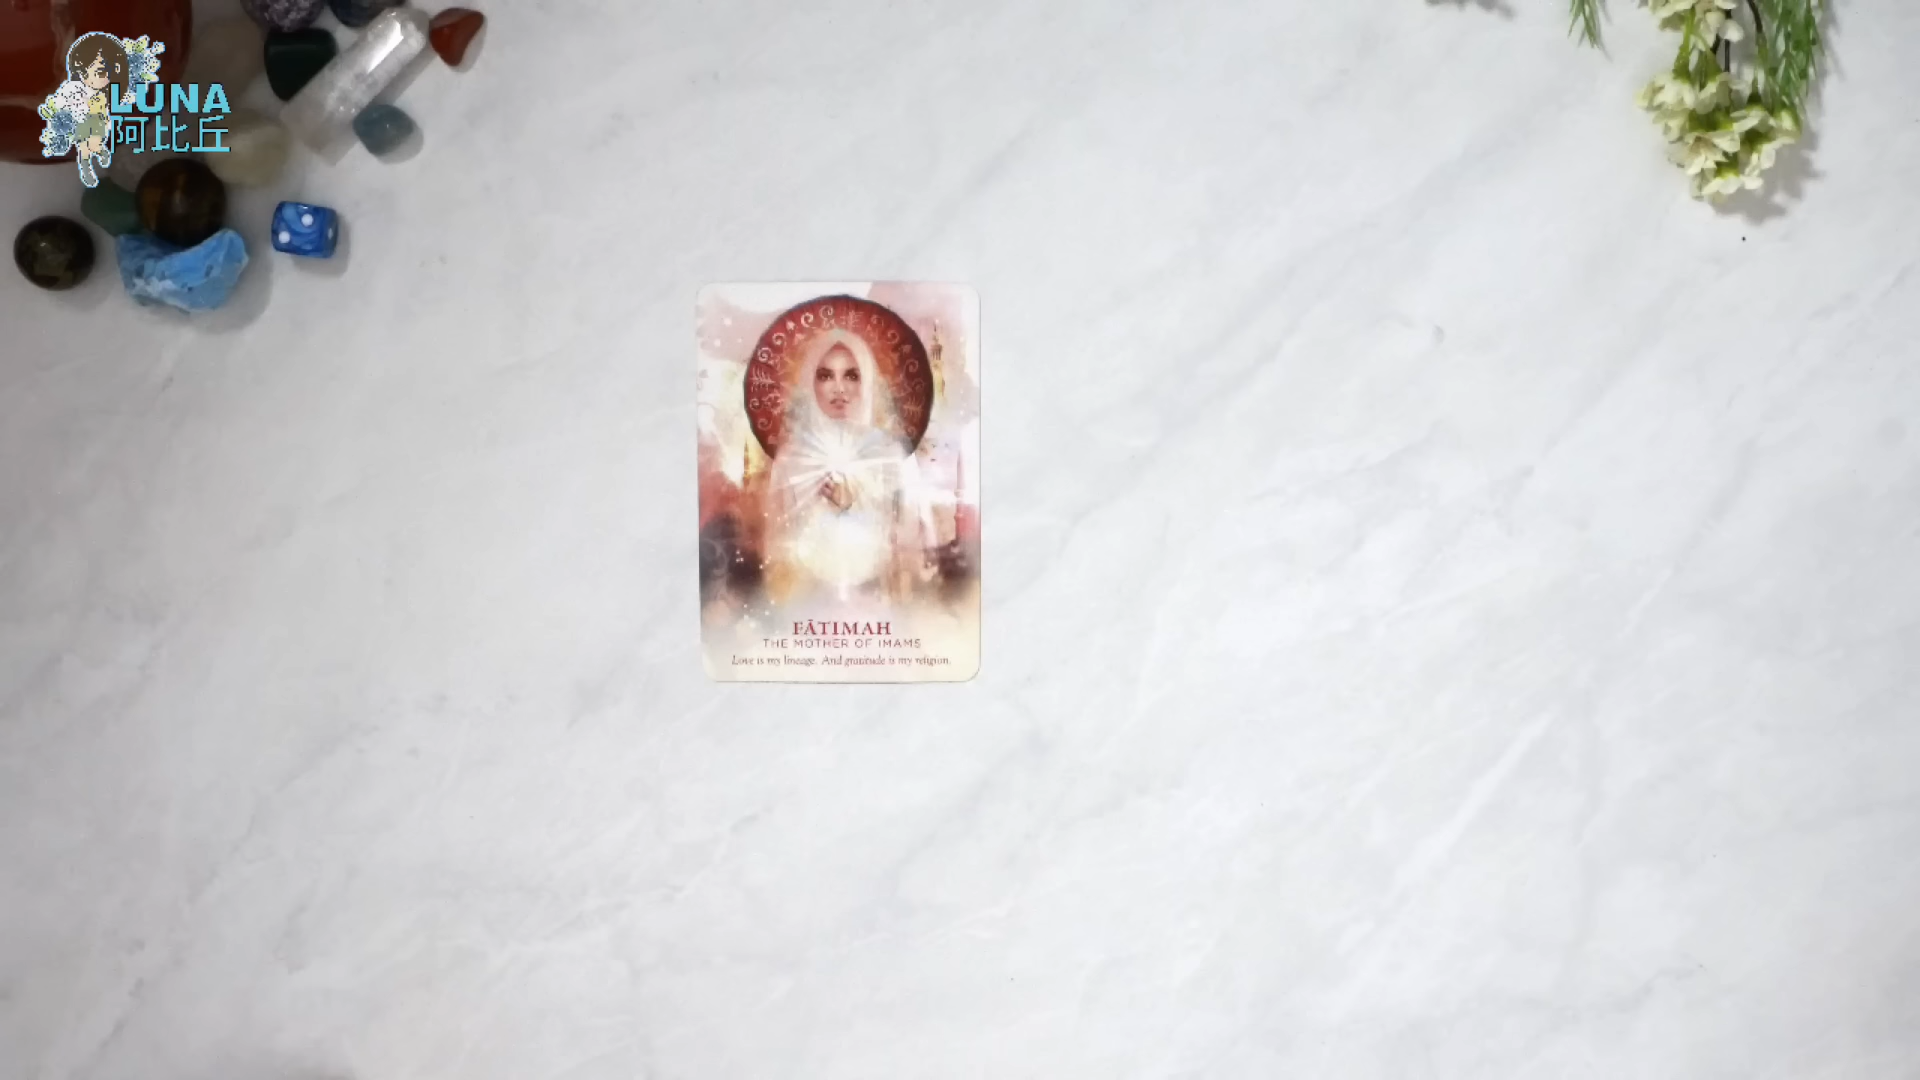 LUNA
阿比丘
FĀTIMAH
THE MOTHER OF IMAMS
Love is my lineage. And gratitude is my religion.